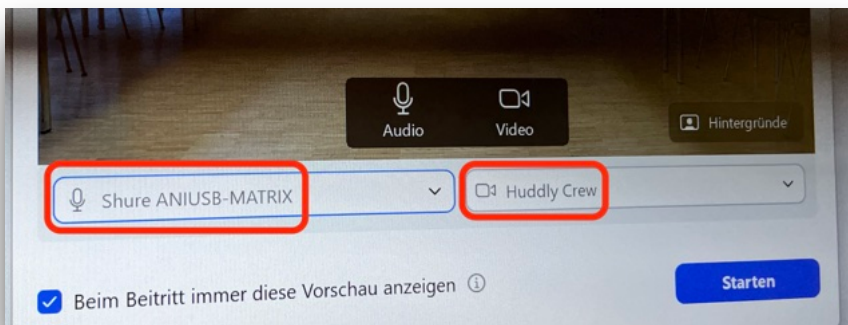 Audio
Video
Hintergründe
Shure ANIUSB-MATRIX
Huddly Crew
Beim Beitritt immer diese Vorschau anzeigen
Starten